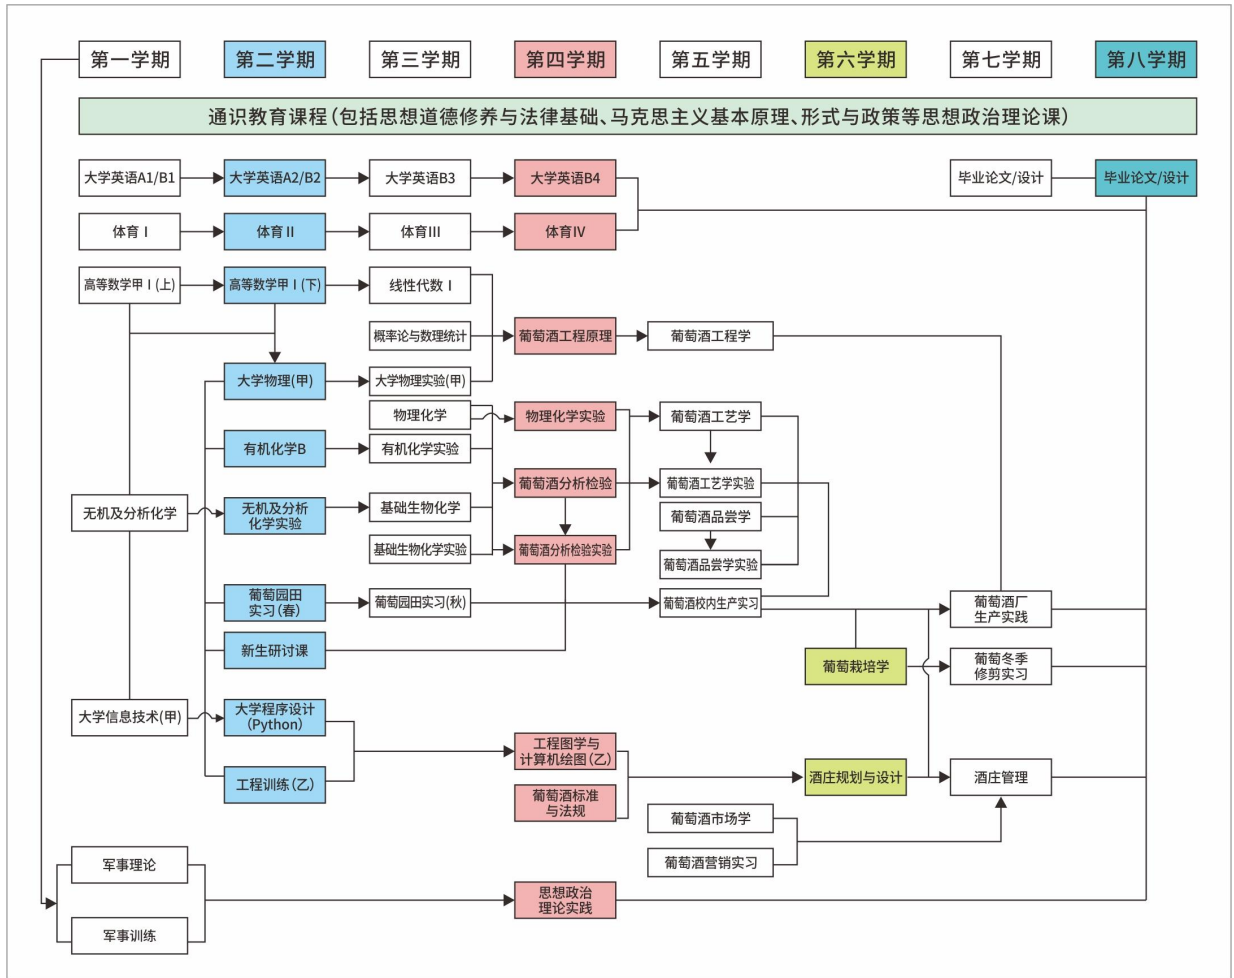 第一学期
第二学期
第三学期
第四学期
第五学期
第六学期
第七学期
第八学期
通识教育课程(包括思想道德修养与法律基础、马克思主义基本原理、形式与政策等思想政治理论课)
大学英语A1/B1
大学英语A2/B2
大学英语B3
大学英语B4
毕业论文/设计
毕业论文/设计
体育Ⅰ
体育Ⅱ
体育III
体育IV
高等数学甲Ⅰ(上)
高等数学甲Ⅰ(下)
线性代数Ⅰ
概率论与数理统计
葡萄酒工程原理
葡萄酒工程学
大学物理(甲)
大学物理实验(甲)
物理化学
物理化学实验
葡萄酒工艺学
有机化学B
有机化学实验
葡萄酒分析检验
葡萄酒工艺学实验
无机及分析化学
无机及分析
化学实验
基础生物化学
葡萄酒品尝学
基础生物化学实验
葡萄酒分析检验实验
葡萄酒品尝学实验
葡萄园田
实习(春)
葡萄园田实习(秋)
葡萄酒校内生产实习
葡萄酒厂
生产实践
新生研讨课
葡萄栽培学
葡萄冬季
修剪实习
大学信息技术(甲)
大学程序设计
(Python)
工程图学与
计算机绘图(乙)
工程训练(乙)
酒庄规划与设计
酒庄管理
葡萄酒标准
与法规
葡萄酒市场学
葡萄酒营销实习
军事理论
思想政治
理论实践
军事训练